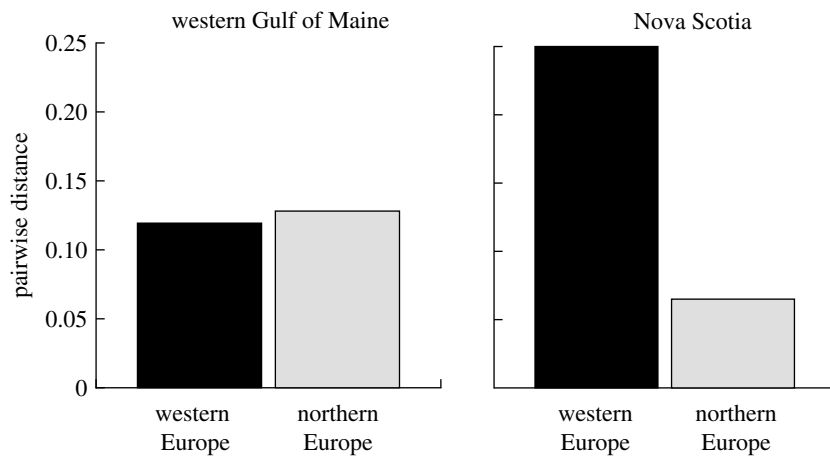 western Gulf of Maine
Nova Scotia
pairwise distance
0.25
0.20
0.15
0.10
0.05
0
western
Europe
northern
Europe
western
Europe
northern
Europe